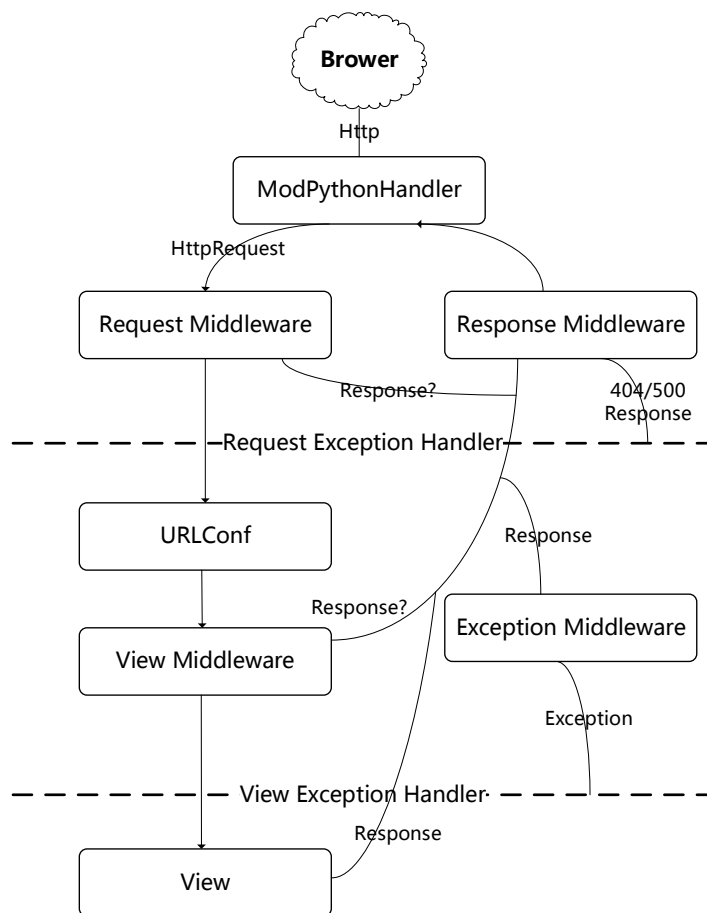 Brower
Http
ModPythonHandler
HttpRequest
Request Middleware
Response Middleware
Response?
404/500
Response
Request Exception Handler
URLConf
Response
Response?
View Middleware
Exception Middleware
Exception
View Exception Handler
Response
View